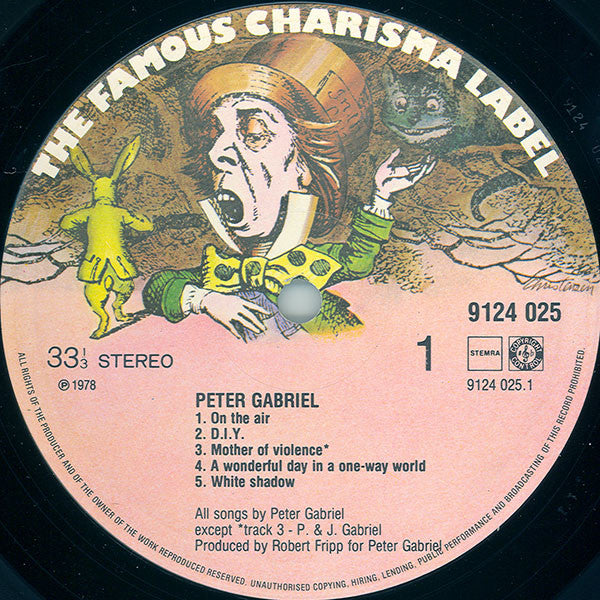 THE FAMOUS CHARISMA LABEL
Christensen
9124 025
33⅓ STEREO
1
STEMRA
COPYRIGHT CONTROL
℗ 1978
9124 025.1
PETER GABRIEL
1. On the air
2. D.I.Y.
3. Mother of violence*
4. A wonderful day in a one-way world
5. White shadow
All songs by Peter Gabriel
except *track 3 - P. & J. Gabriel
Produced by Robert Fripp for Peter Gabriel
ALL RIGHTS OF THE PRODUCER AND OF THE OWNER OF THE WORK REPRODUCED RESERVED. UNAUTHORISED COPYING, HIRING, LENDING, PUBLIC PERFORMANCE AND BROADCASTING OF THIS RECORD PROHIBITED.